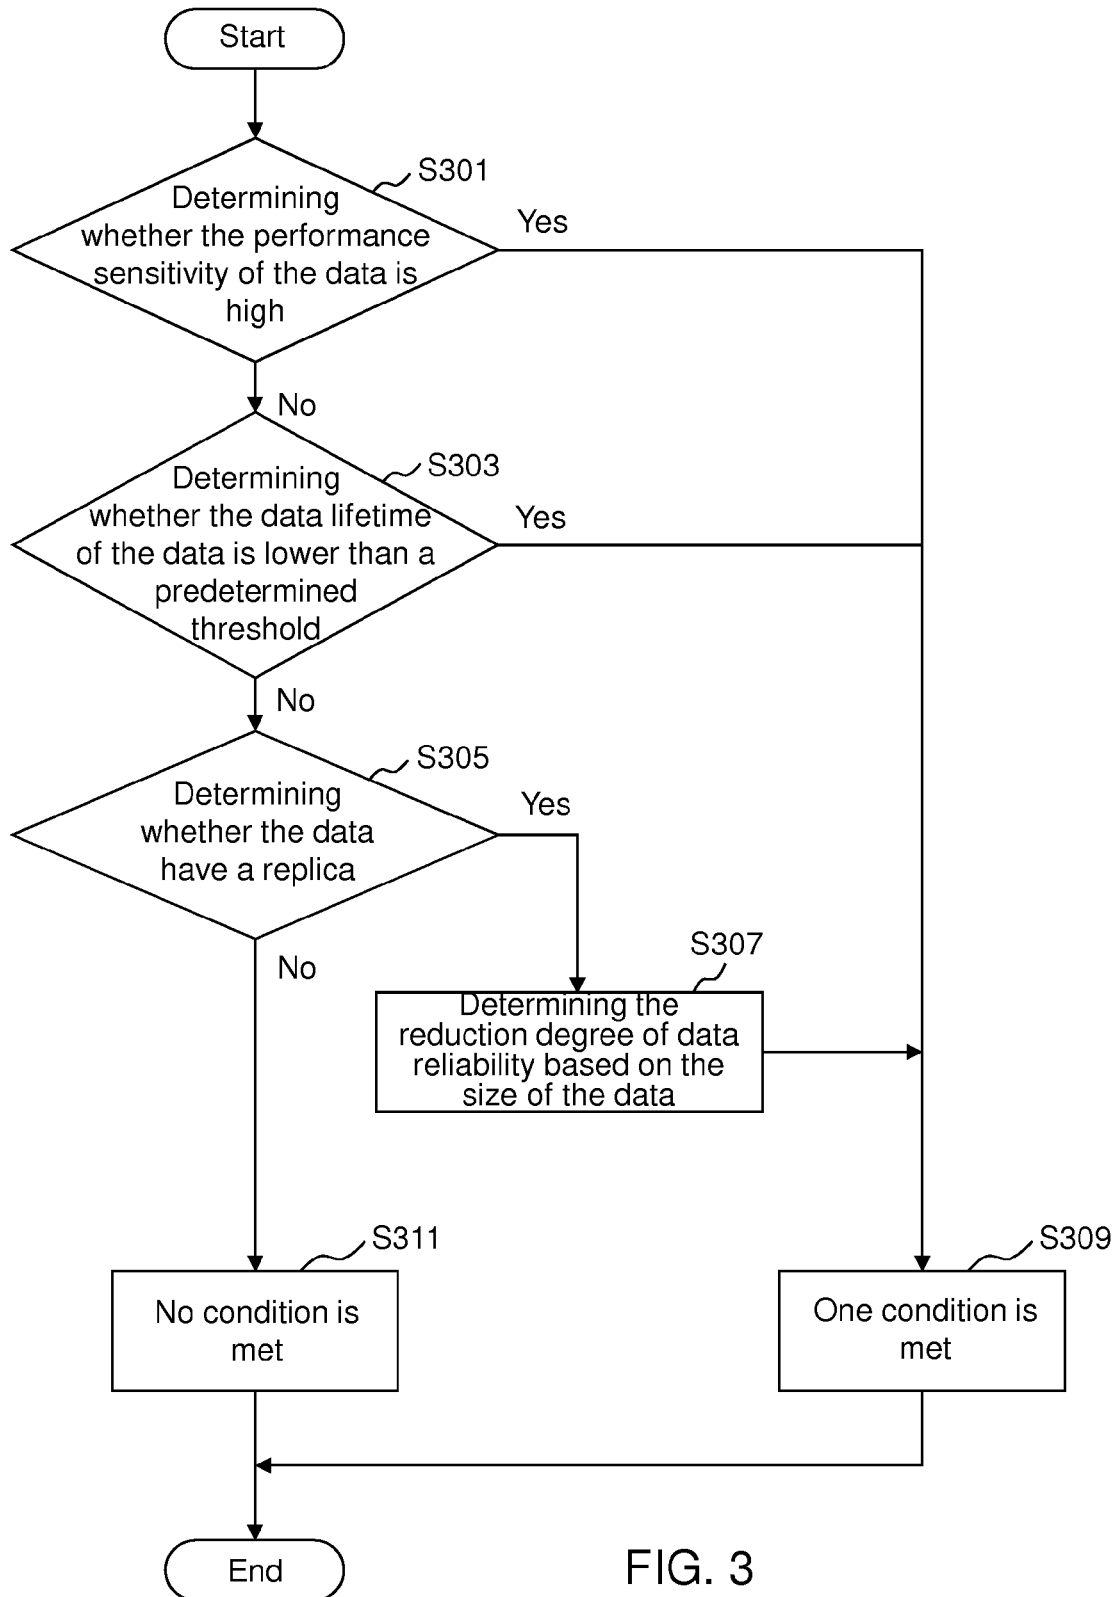 Start
S301
Determining
whether the performance
sensitivity of the data is
high
Yes
No
S303
Determining
whether the data lifetime
of the data is lower than a
predetermined
threshold
Yes
No
S305
Determining
whether the data
have a replica
Yes
No
S307
Determining the
reduction degree of data
reliability based on the
size of the data
S311
No condition is
met
S309
One condition is
met
End
FIG. 3